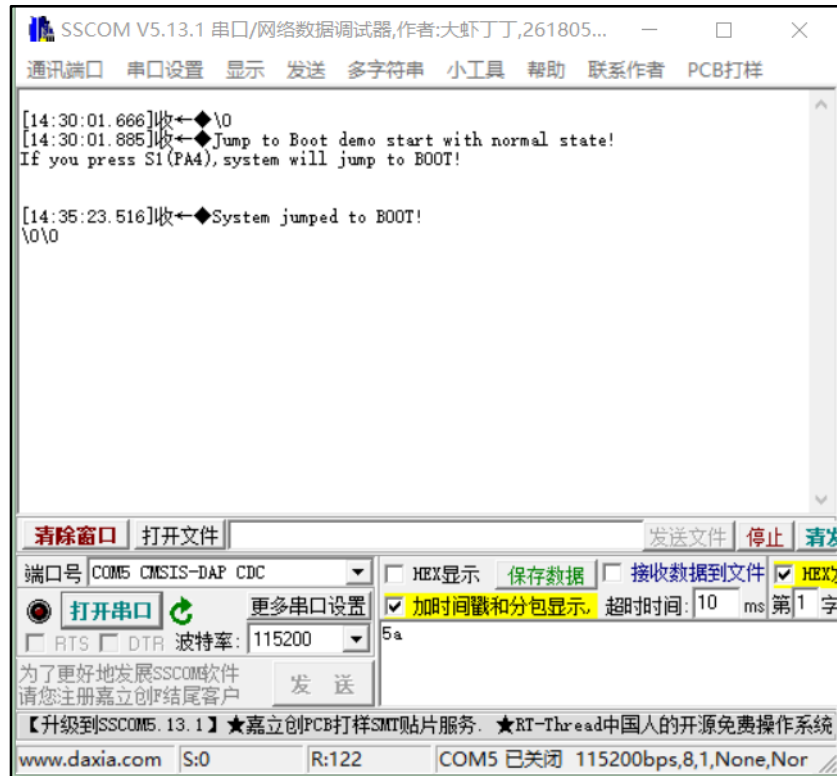 SSCOM V5.13.1 串口/网络数据调试器,作者:大虾丁丁,261805...
通讯端口 串口设置 显示 发送 多字符串 小工具 帮助 联系作者 PCB打样
[14:30:01.666]收←◆\0
[14:30:01.885]收←◆Jump to Boot demo start with normal state!
If you press S1(PA4),system will jump to BOOT!
[14:35:23.516]收←◆System jumped to BOOT!
\0\0
清除窗口 打开文件 发送文件 停止 清发
端口号 COM5 CMSIS-DAP CDC HEX显示 保存数据 接收数据到文件 HEX发
打开串口 更多串口设置 加时间戳和分包显示, 超时时间: 10 ms 第 1 字
RTS DTR 波特率: 115200 5a
为了更好地发展SSCOM软件
请您注册嘉立创F结尾客户
发 送
【升级到SSCOM5.13.1】★嘉立创PCB打样SMT贴片服务. ★RT-Thread中国人的开源免费操作系统
www.daxia.com S:0 R:122 COM5 已关闭 115200bps,8,1,None,Nor